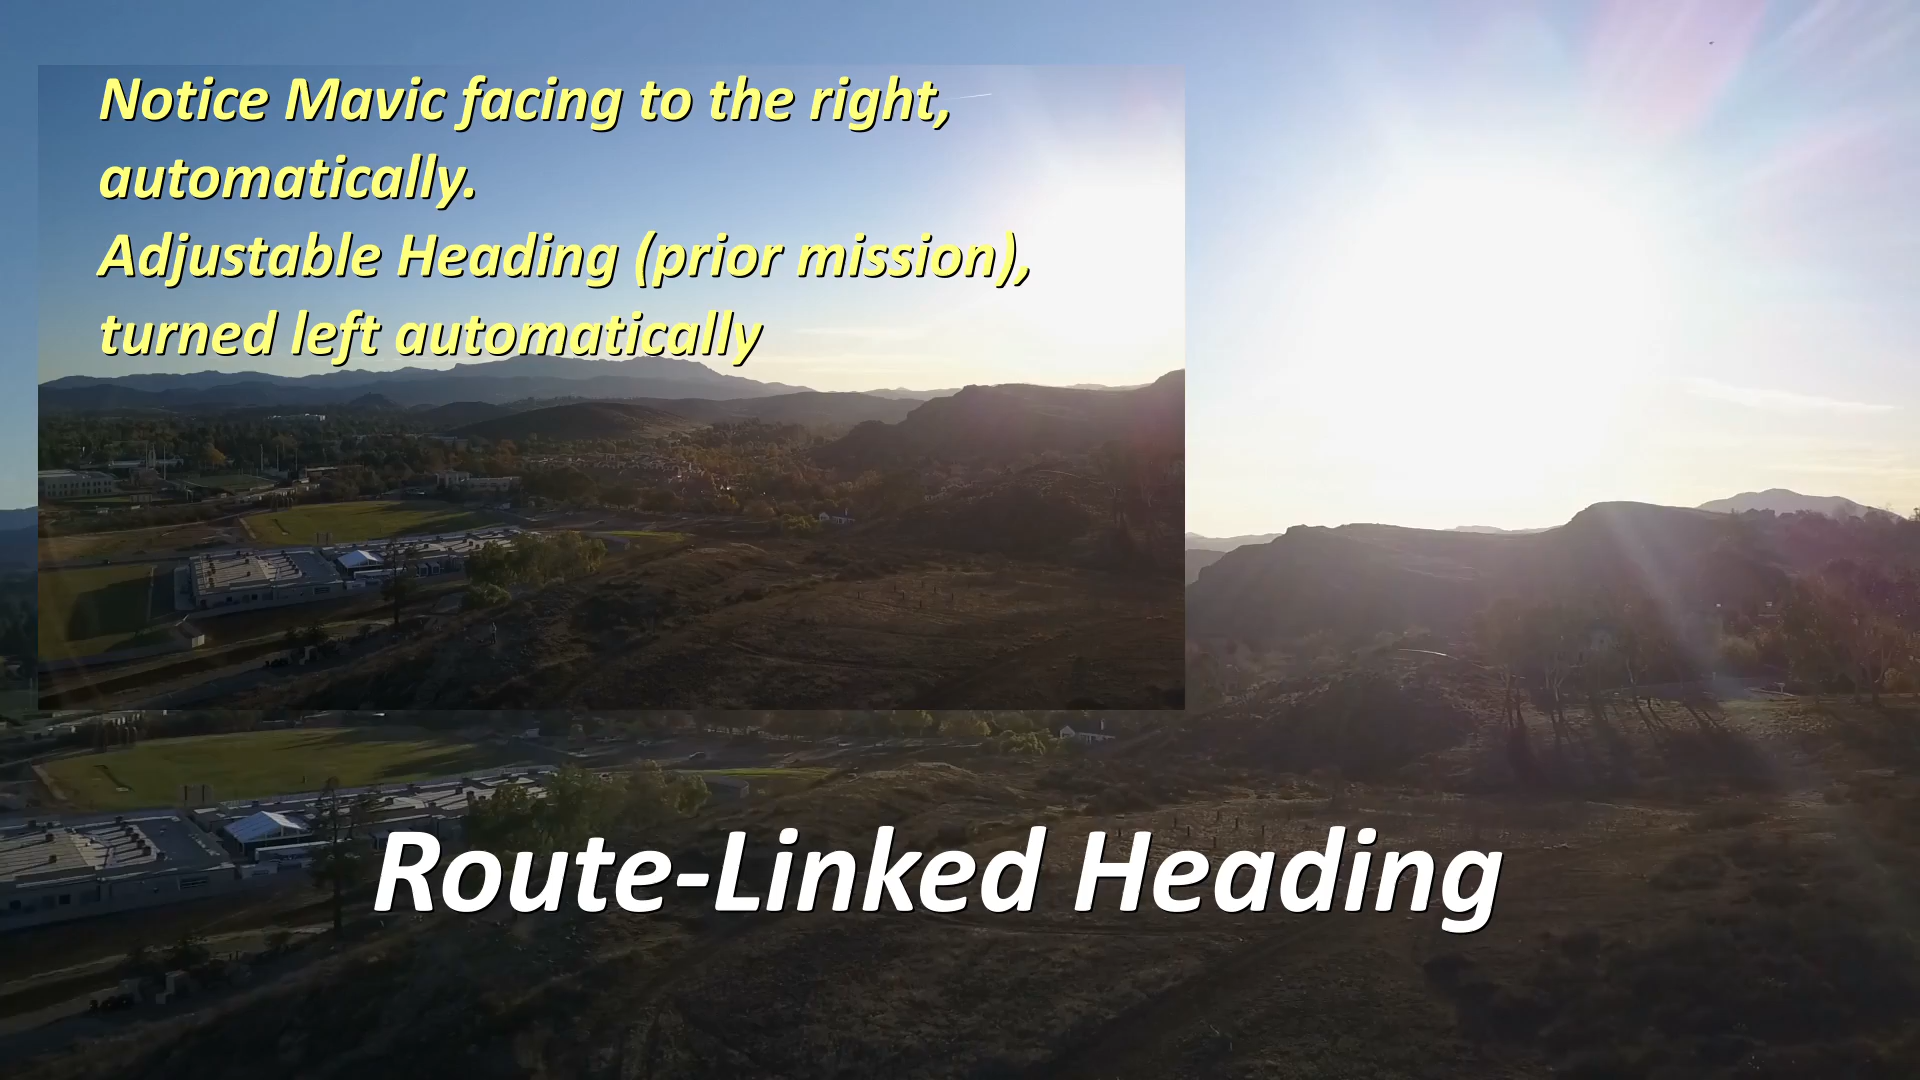 Notice Mavic facing to the right,
automatically.
Adjustable Heading (prior mission),
turned left automatically
Route-Linked Heading